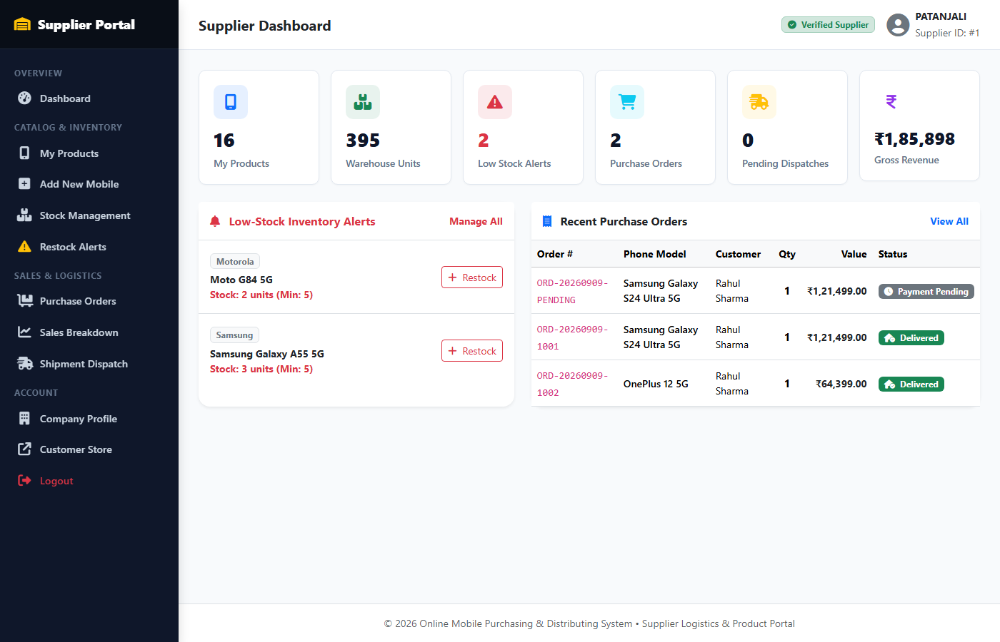 Supplier Portal
OVERVIEW
Dashboard
CATALOG & INVENTORY
My Products
Add New Mobile
Stock Management
Restock Alerts
SALES & LOGISTICS
Purchase Orders
Sales Breakdown
Shipment Dispatch
ACCOUNT
Company Profile
Customer Store
Logout
Supplier Dashboard
Verified Supplier
PATANJALI
Supplier ID: #1
16
My Products
395
Warehouse Units
2
Low Stock Alerts
2
Purchase Orders
0
Pending Dispatches
₹
₹1,85,898
Gross Revenue
Low-Stock Inventory Alerts
Manage All
Motorola
Moto G84 5G
Stock: 2 units (Min: 5)
Restock
Samsung
Samsung Galaxy A55 5G
Stock: 3 units (Min: 5)
Restock
Recent Purchase Orders
View All
Order # Phone Model Customer Qty Value Status
ORD-20260909-
PENDING
Samsung Galaxy
S24 Ultra 5G
Rahul
Sharma
1
₹1,21,499.00
Payment Pending
ORD-20260909-
1001
Samsung Galaxy
S24 Ultra 5G
Rahul
Sharma
1
₹1,21,499.00
Delivered
ORD-20260909-
1002
OnePlus 12 5G
Rahul
Sharma
1
₹64,399.00
Delivered
© 2026 Online Mobile Purchasing & Distributing System • Supplier Logistics & Product Portal